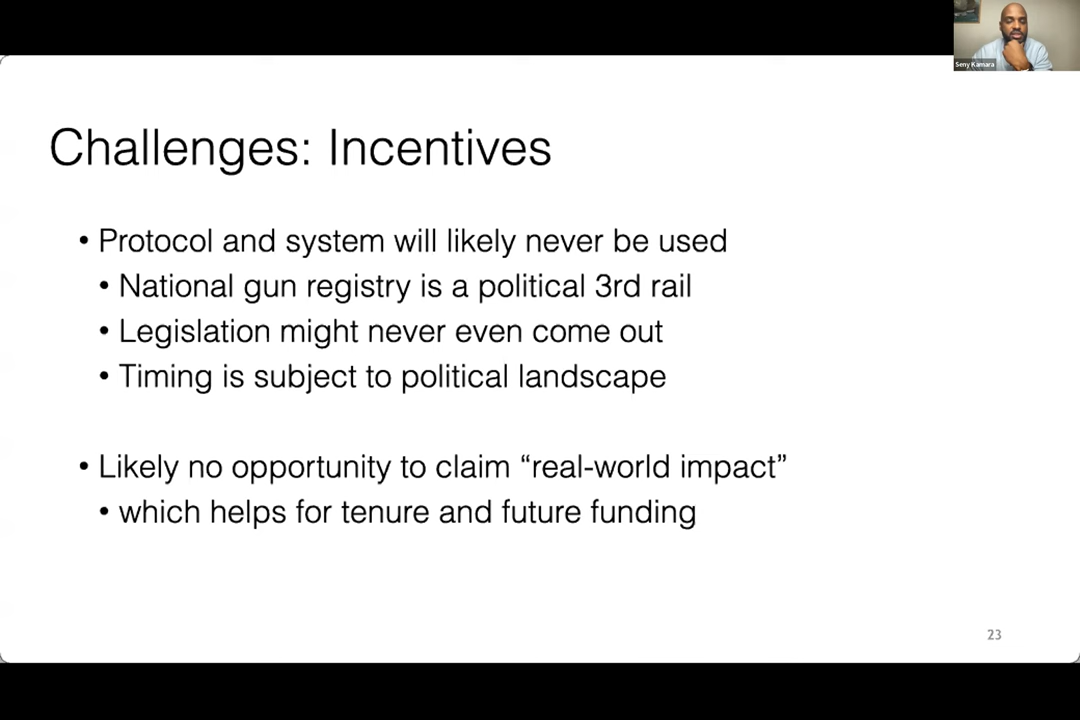 Seny Kamara
Challenges: Incentives
• Protocol and system will likely never be used
• National gun registry is a political 3rd rail
• Legislation might never even come out
• Timing is subject to political landscape
• Likely no opportunity to claim “real-world impact”
• which helps for tenure and future funding
23